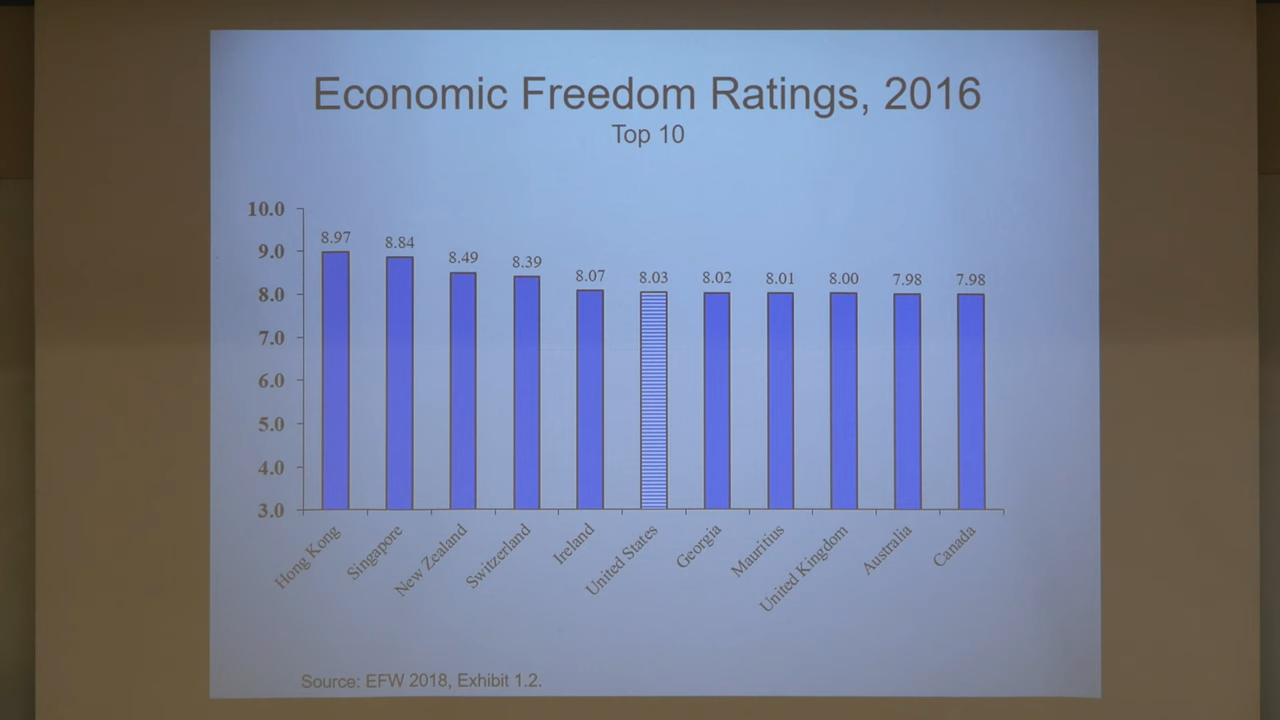 Economic Freedom Ratings, 2016
Top 10
10.0
9.0
8.0
7.0
6.0
5.0
4.0
3.0
8.97
8.84
8.49
8.39
8.07
8.03
8.02
8.01
8.00
7.98
7.98
Hong Kong
Singapore
New Zealand
Switzerland
Ireland
United States
Georgia
Mauritius
United Kingdom
Australia
Canada
Source: EFW 2018, Exhibit 1.2.